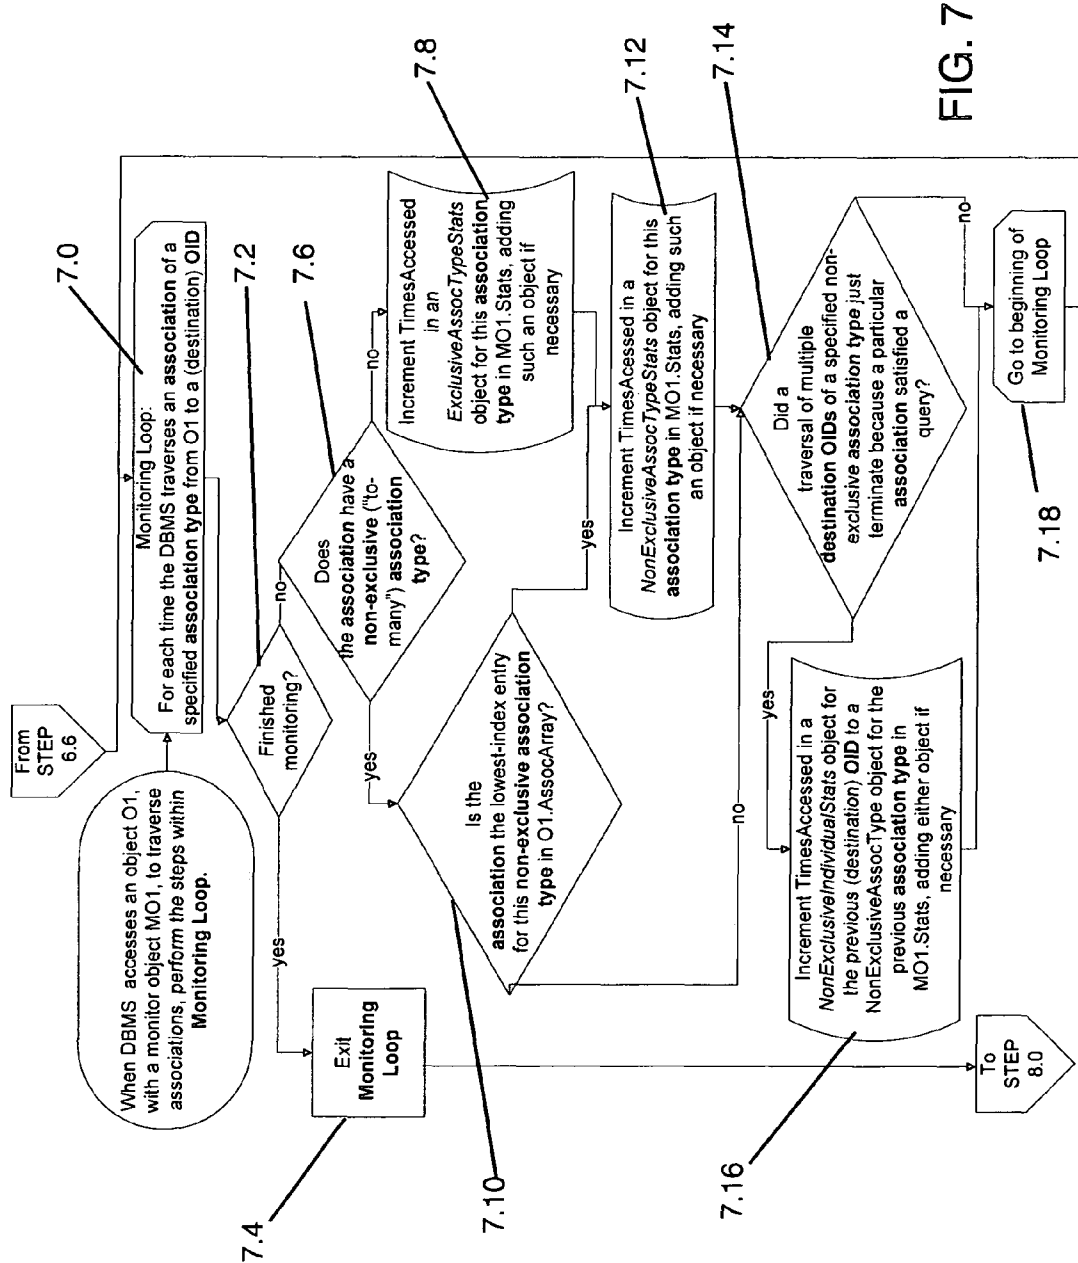 From
STEP
6.6
When DBMS accesses an object O1,
with a monitor object MO1, to traverse
associations, perform the steps within
Monitoring Loop.
7.0
Monitoring Loop:
For each time the DBMS traverses an association of a
specified association type from O1 to a (destination) OID
7.2
Finished
monitoring?
no
yes
7.4
Exit
Monitoring
Loop
7.6
Does
the association have a
non-exclusive ("to-
many") association
type?
no
yes
7.8
Increment TimesAccessed
in an
ExclusiveAssocTypeStats
object for this association
type in MO1.Stats, adding
such an object if
necessary
7.10
Is the
association the lowest-index entry
for this non-exclusive association
type in O1.AssocArray?
yes
no
7.12
Increment TimesAcessed in a
NonExclusiveAssocTypeStats object for this
association type in MO1.Stats, adding such
an object if necessary
7.14
Did a
traversal of multiple
destination OIDs of a specified non-
exclusive association type just
terminate because a particular
association satisfied a
query?
yes
no
7.16
Increment TimesAccessed in a
NonExclusiveIndividualStats object for
the previous (destination) OID to a
NonExclusiveAssocType object for the
previous association type in
MO1.Stats, adding either object if
necessary
7.18
Go to beginning of
Monitoring Loop
To
STEP
8.0
FIG. 7